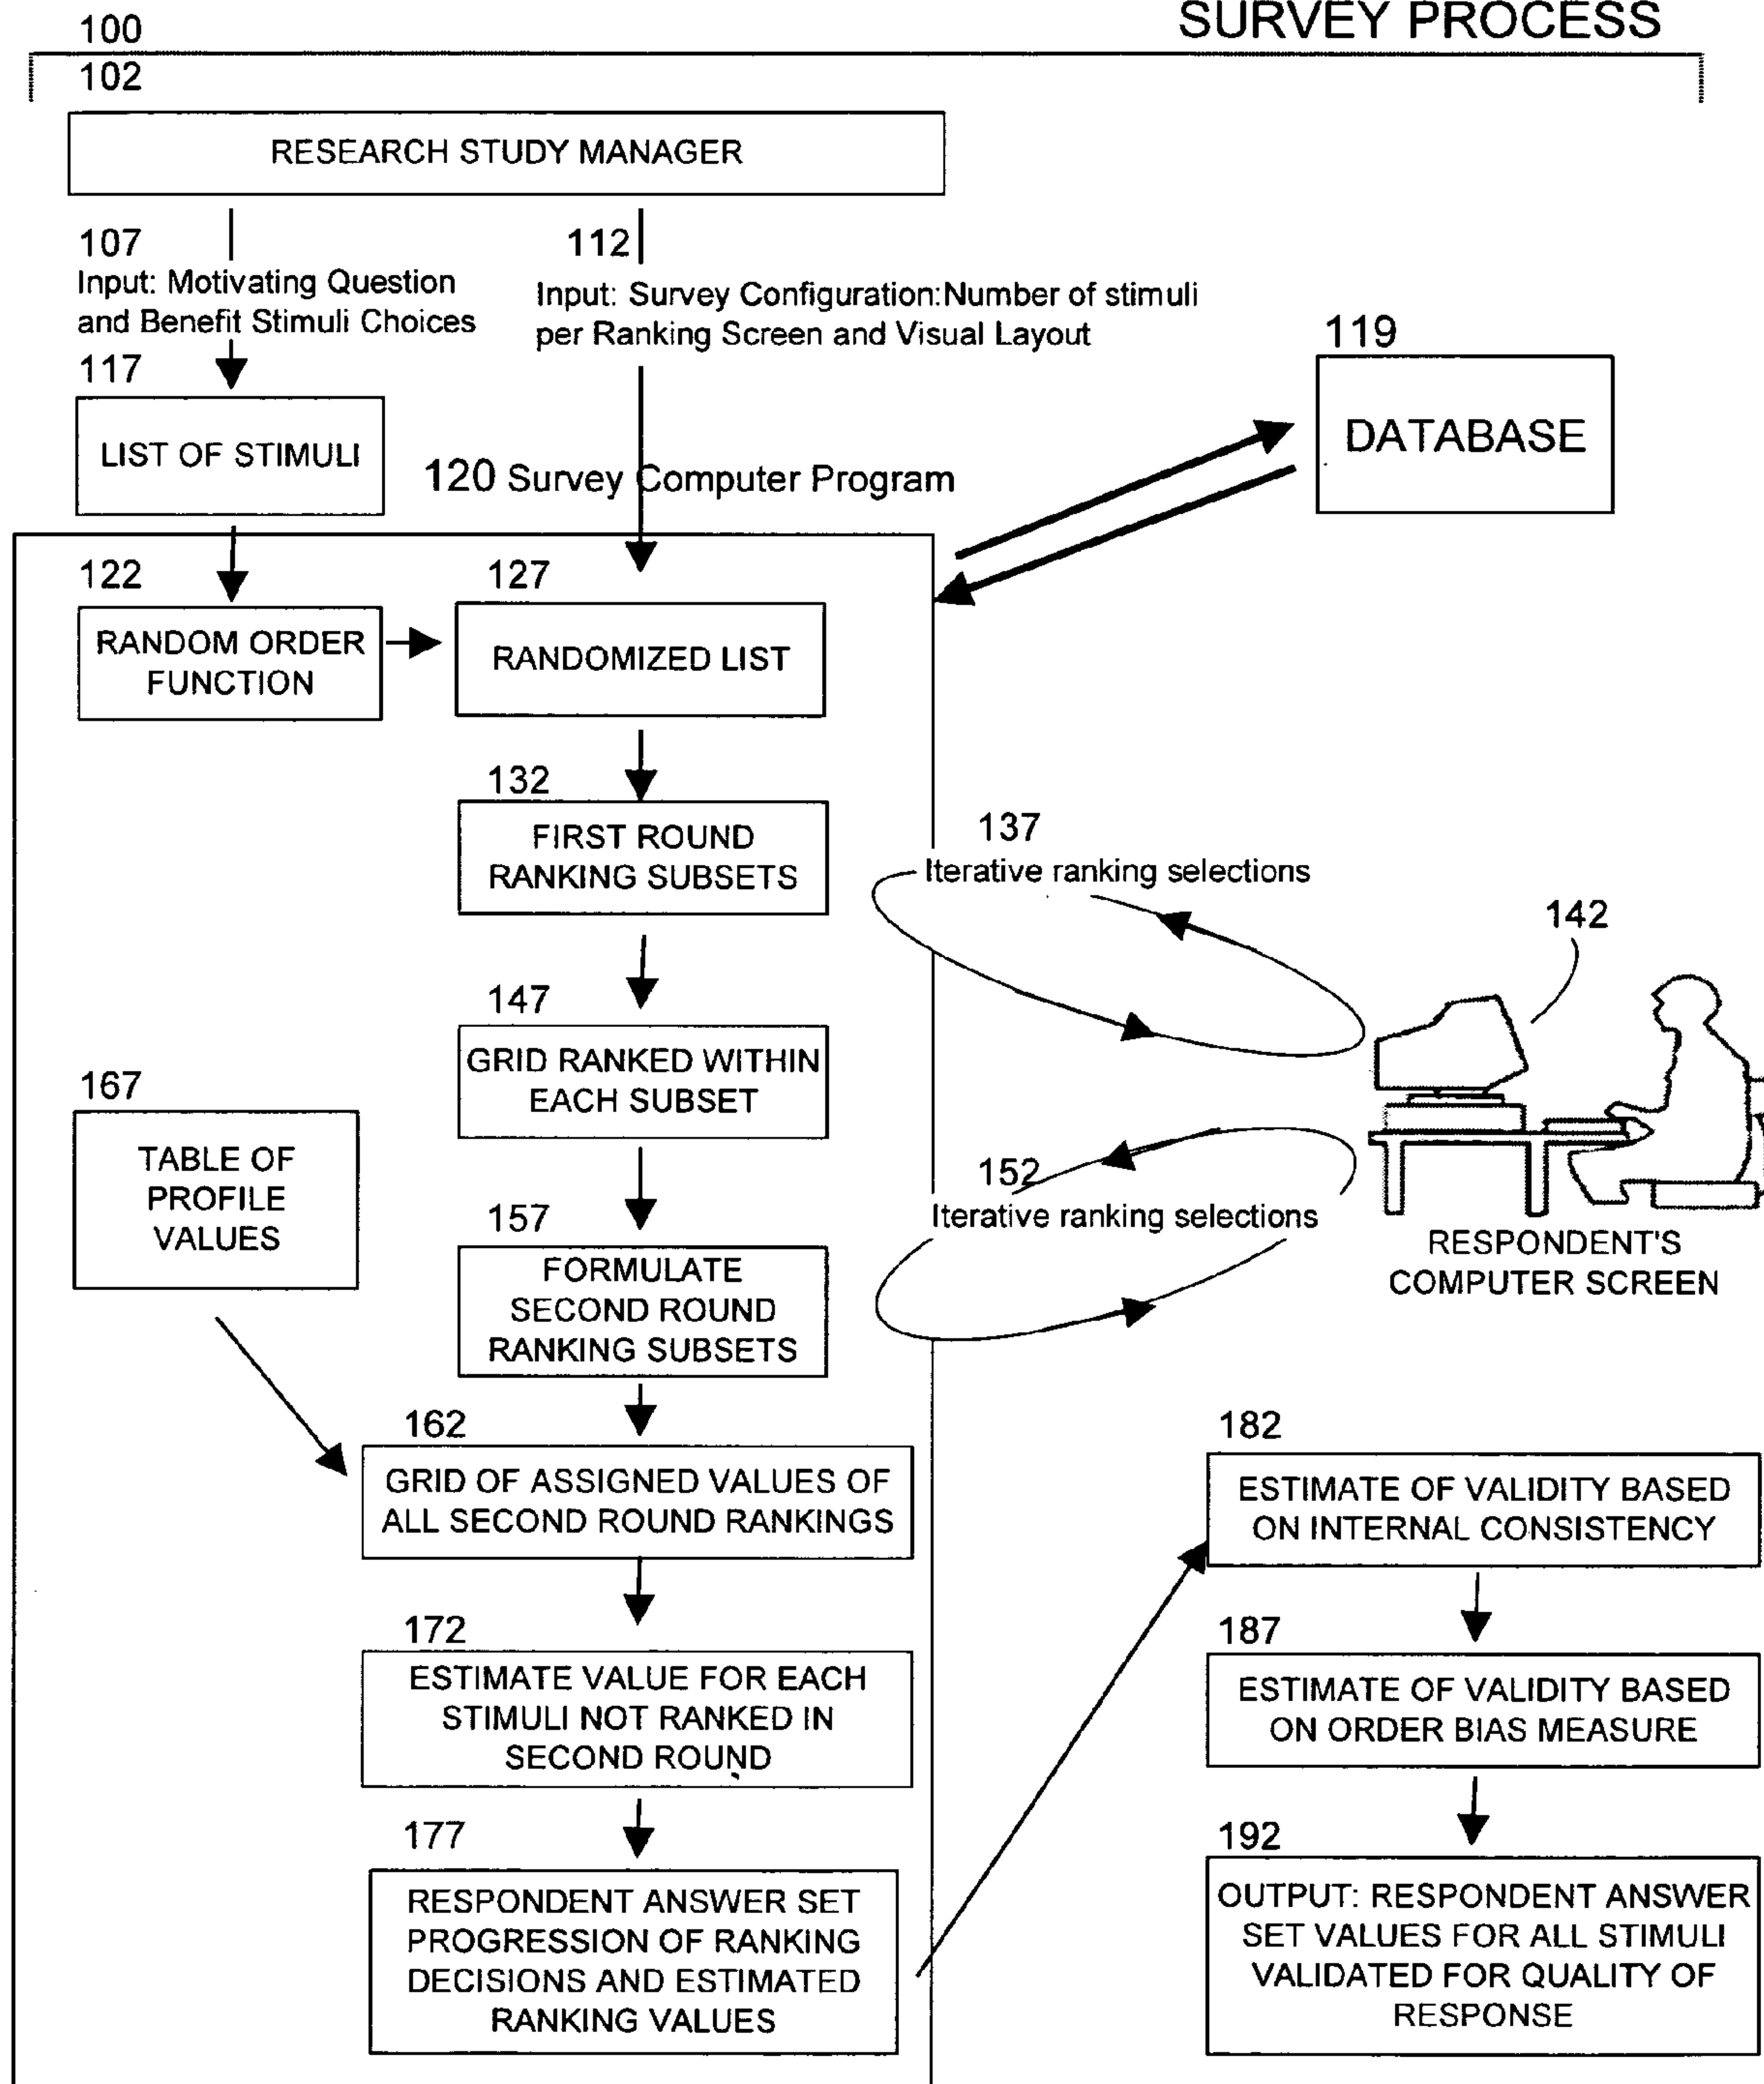 SURVEY PROCESS
100
102
RESEARCH STUDY MANAGER
107
Input: Motivating Question
and Benefit Stimuli Choices
112
Input: Survey Configuration:Number of stimuli
per Ranking Screen and Visual Layout
117
LIST OF STIMULI
119
DATABASE
120 Survey Computer Program
122
RANDOM ORDER
FUNCTION
127
RANDOMIZED LIST
132
FIRST ROUND
RANKING SUBSETS
137
Iterative ranking selections
142
RESPONDENT'S
COMPUTER SCREEN
147
GRID RANKED WITHIN
EACH SUBSET
152
Iterative ranking selections
167
TABLE OF
PROFILE
VALUES
157
FORMULATE
SECOND ROUND
RANKING SUBSETS
162
GRID OF ASSIGNED VALUES OF
ALL SECOND ROUND RANKINGS
172
ESTIMATE VALUE FOR EACH
STIMULI NOT RANKED IN
SECOND ROUND
177
RESPONDENT ANSWER SET
PROGRESSION OF RANKING
DECISIONS AND ESTIMATED
RANKING VALUES
182
ESTIMATE OF VALIDITY BASED
ON INTERNAL CONSISTENCY
187
ESTIMATE OF VALIDITY BASED
ON ORDER BIAS MEASURE
192
OUTPUT: RESPONDENT ANSWER
SET VALUES FOR ALL STIMULI
VALIDATED FOR QUALITY OF
RESPONSE